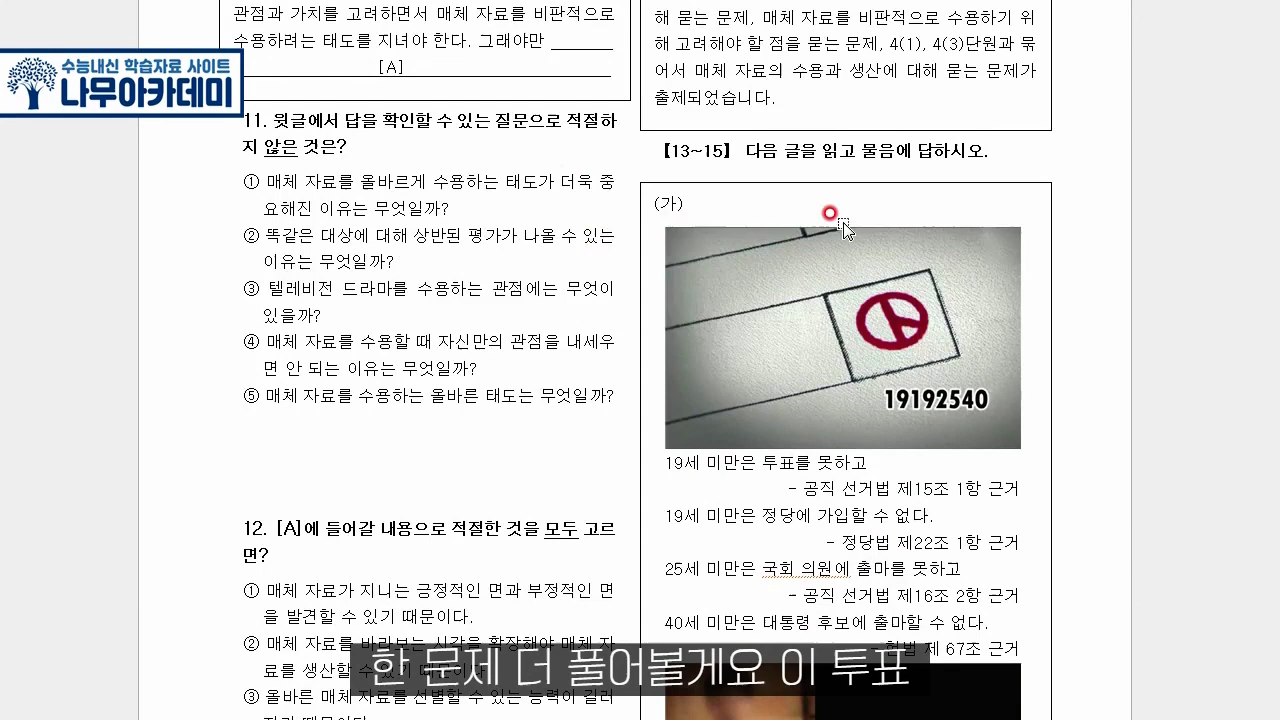 관점과 가치를 고려하면서 매체 자료를 비판적으로
수용하려는 태도를 지녀야 한다. 그래야만
[A]
수능내신 학습자료 사이트
나무아카데미
11. 윗글에서 답을 확인할 수 있는 질문으로 적절하
지 않은 것은?
① 매체 자료를 올바르게 수용하는 태도가 더욱 중
요해진 이유는 무엇일까?
② 똑같은 대상에 대해 상반된 평가가 나올 수 있는
이유는 무엇일까?
③ 텔레비전 드라마를 수용하는 관점에는 무엇이
있을까?
④ 매체 자료를 수용할 때 자신만의 관점을 내세우
면 안 되는 이유는 무엇일까?
⑤ 매체 자료를 수용하는 올바른 태도는 무엇일까?
12. [A]에 들어갈 내용으로 적절한 것을 모두 고르
면?
① 매체 자료가 지니는 긍정적인 면과 부정적인 면
을 발견할 수 있기 때문이다.
② 매체 자료를 바라보는 시각을 확장해야 매체 자
료를 생산할 수 있기 때문이다
③ 올바른 매체 자료를 선별할 수 있는 능력이 길러
해 묻는 문제, 매체 자료를 비판적으로 수용하기 위
해 고려해야 할 점을 묻는 문제, 4(1), 4(3)단원과 묶
어서 매체 자료의 수용과 생산에 대해 묻는 문제가
출제되었습니다.
【13~15】 다음 글을 읽고 물음에 답하시오.
(가)
19192540
19세 미만은 투표를 못하고
- 공직 선거법 제15조 1항 근거
19세 미만은 정당에 가입할 수 없다.
- 정당법 제22조 1항 근거
25세 미만은 국회 의원에 출마를 못하고
- 공직 선거법 제16조 2항 근거
40세 미만은 대통령 후보에 출마할 수 없다.
- 헌법 제 67조 근거
한 문제 더 풀어볼게요 이 투표